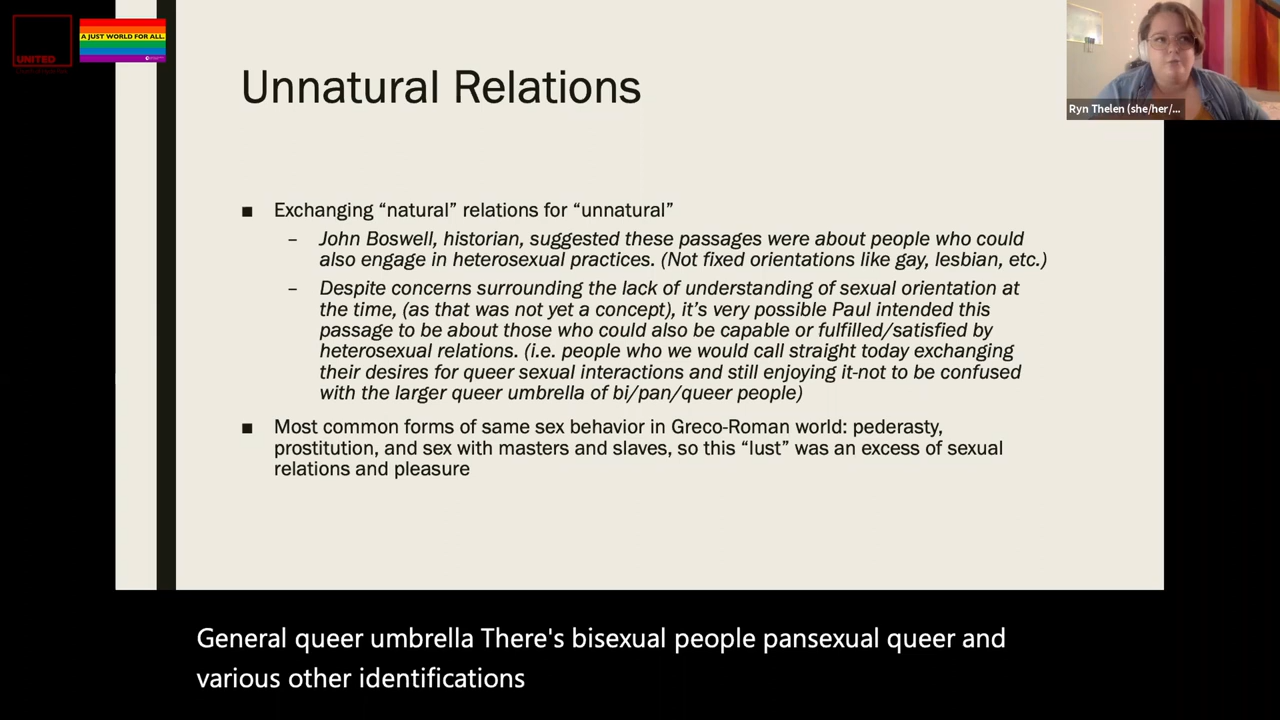 UNITED
A JUST WORLD FOR ALL.
Unnatural Relations
Ryn Thelen (she/her/...
■ Exchanging “natural” relations for “unnatural”
– John Boswell, historian, suggested these passages were about people who could
also engage in heterosexual practices. (Not fixed orientations like gay, lesbian, etc.)
– Despite concerns surrounding the lack of understanding of sexual orientation at
the time, (as that was not yet a concept), it’s very possible Paul intended this
passage to be about those who could also be capable or fulfilled/satisfied by
heterosexual relations. (i.e. people who we would call straight today exchanging
their desires for queer sexual interactions and still enjoying it-not to be confused
with the larger queer umbrella of bi/pan/queer people)
■ Most common forms of same sex behavior in Greco-Roman world: pederasty,
prostitution, and sex with masters and slaves, so this “lust” was an excess of sexual
relations and pleasure
General queer umbrella There's bisexual people pansexual queer and
various other identifications